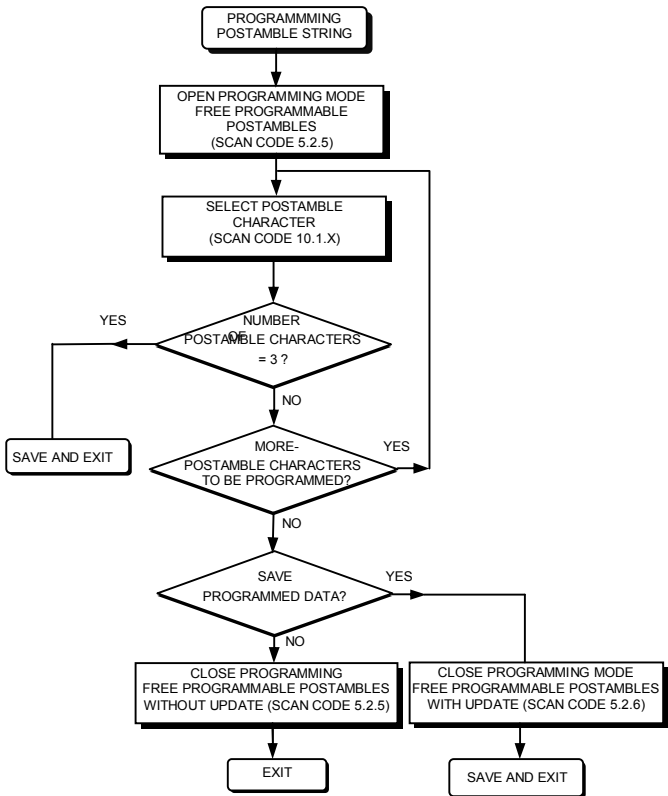 PROGRAMMMING
POSTAMBLE STRING
OPEN PROGRAMMING MODE
FREE PROGRAMMABLE
POSTAMBLES
(SCAN CODE 5.2.5)
SELECT POSTAMBLE
CHARACTER
(SCAN CODE 10.1.X)
YES
NUMBER
OF
POSTAMBLE CHARACTERS
= 3 ?
NO
SAVE AND EXIT
MORE-
POSTAMBLE CHARACTERS
TO BE PROGRAMMED?
YES
NO
SAVE
PROGRAMMED DATA?
YES
NO
CLOSE PROGRAMMING
FREE PROGRAMMABLE POSTAMBLES
WITHOUT UPDATE (SCAN CODE 5.2.5)
CLOSE PROGRAMMING MODE
FREE PROGRAMMABLE POSTAMBLES
WITH UPDATE (SCAN CODE 5.2.6)
EXIT
SAVE AND EXIT